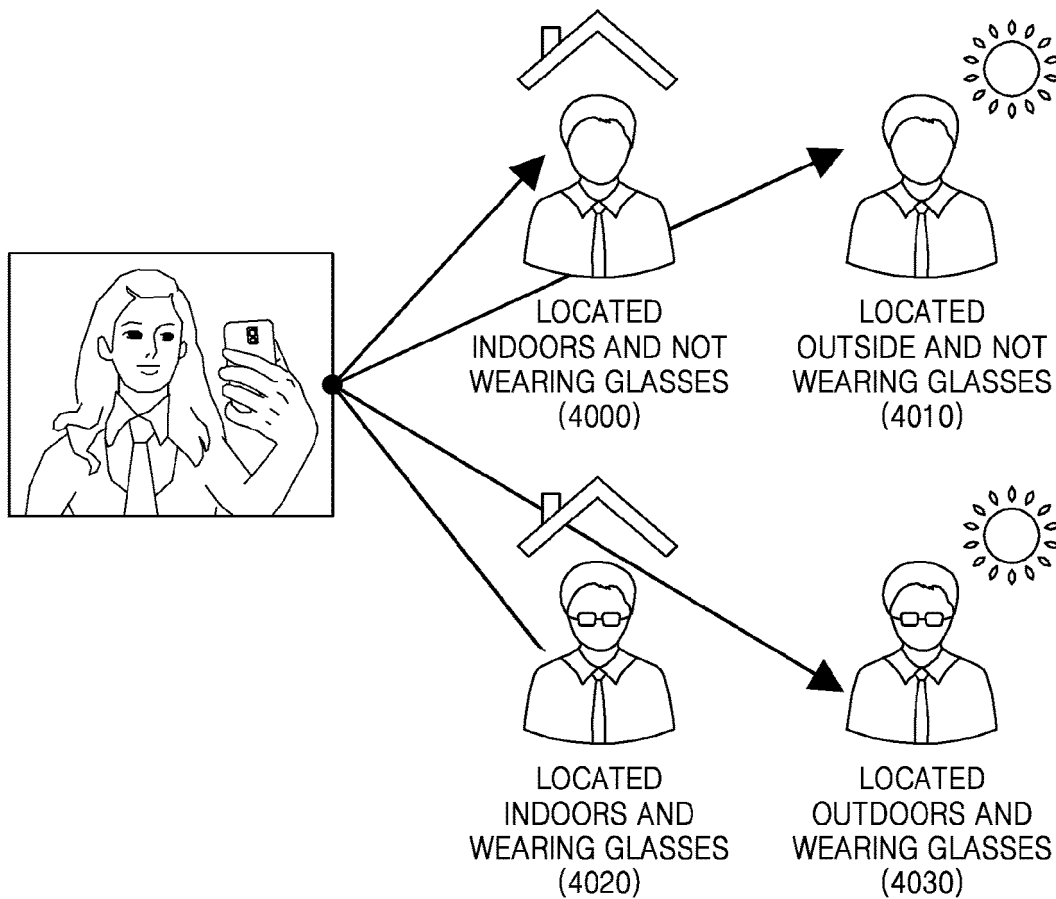 LOCATED
INDOORS AND NOT
WEARING GLASSES
(4000)
LOCATED
OUTSIDE AND NOT
WEARING GLASSES
(4010)
LOCATED
INDOORS AND
WEARING GLASSES
(4020)
LOCATED
OUTDOORS AND
WEARING GLASSES
(4030)